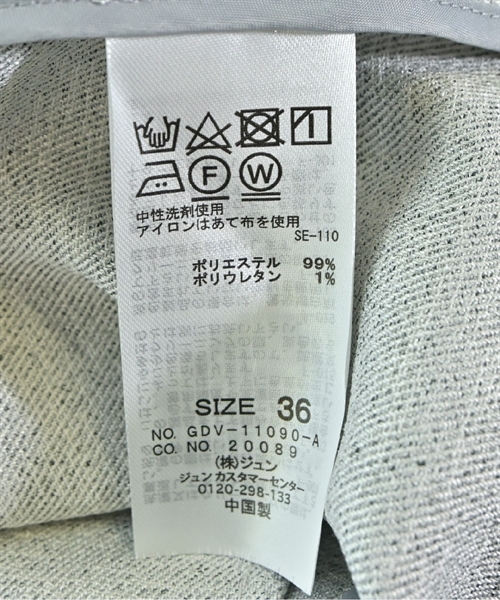 F
W
中性洗剤使用
アイロンはあて布を使用
SE-110
ポリエステル 99%
ポリウレタン 1%
SIZE 36
NO. GDV-11090-A
CO. NO. 20089
(株)ジュン
ジュン カスタマーセンター
0120-298-133
中国製